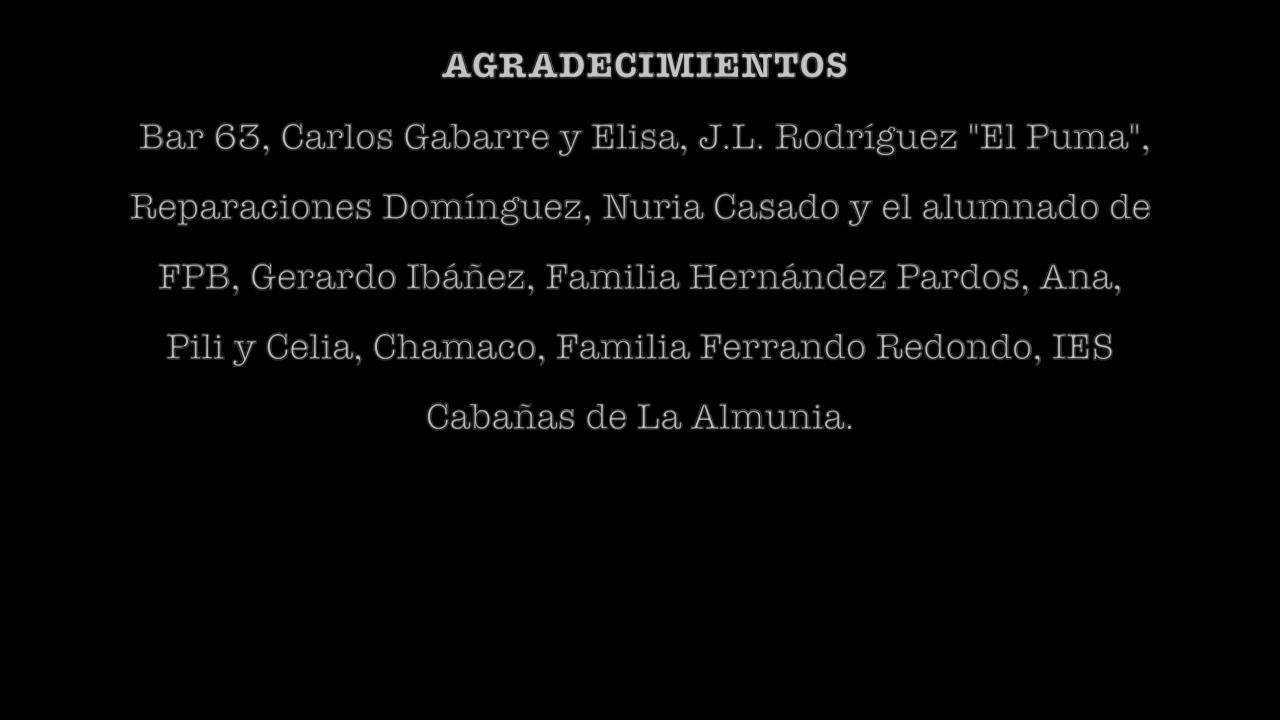 AGRADECIMIENTOS
Bar 63, Carlos Gabarre y Elisa, J.L. Rodríguez "El Puma",
Reparaciones Domínguez, Nuria Casado y el alumnado de
FPB, Gerardo Ibáñez, Familia Hernández Pardos, Ana,
Pili y Celia, Chamaco, Familia Ferrando Redondo, IES
Cabañas de La Almunia.